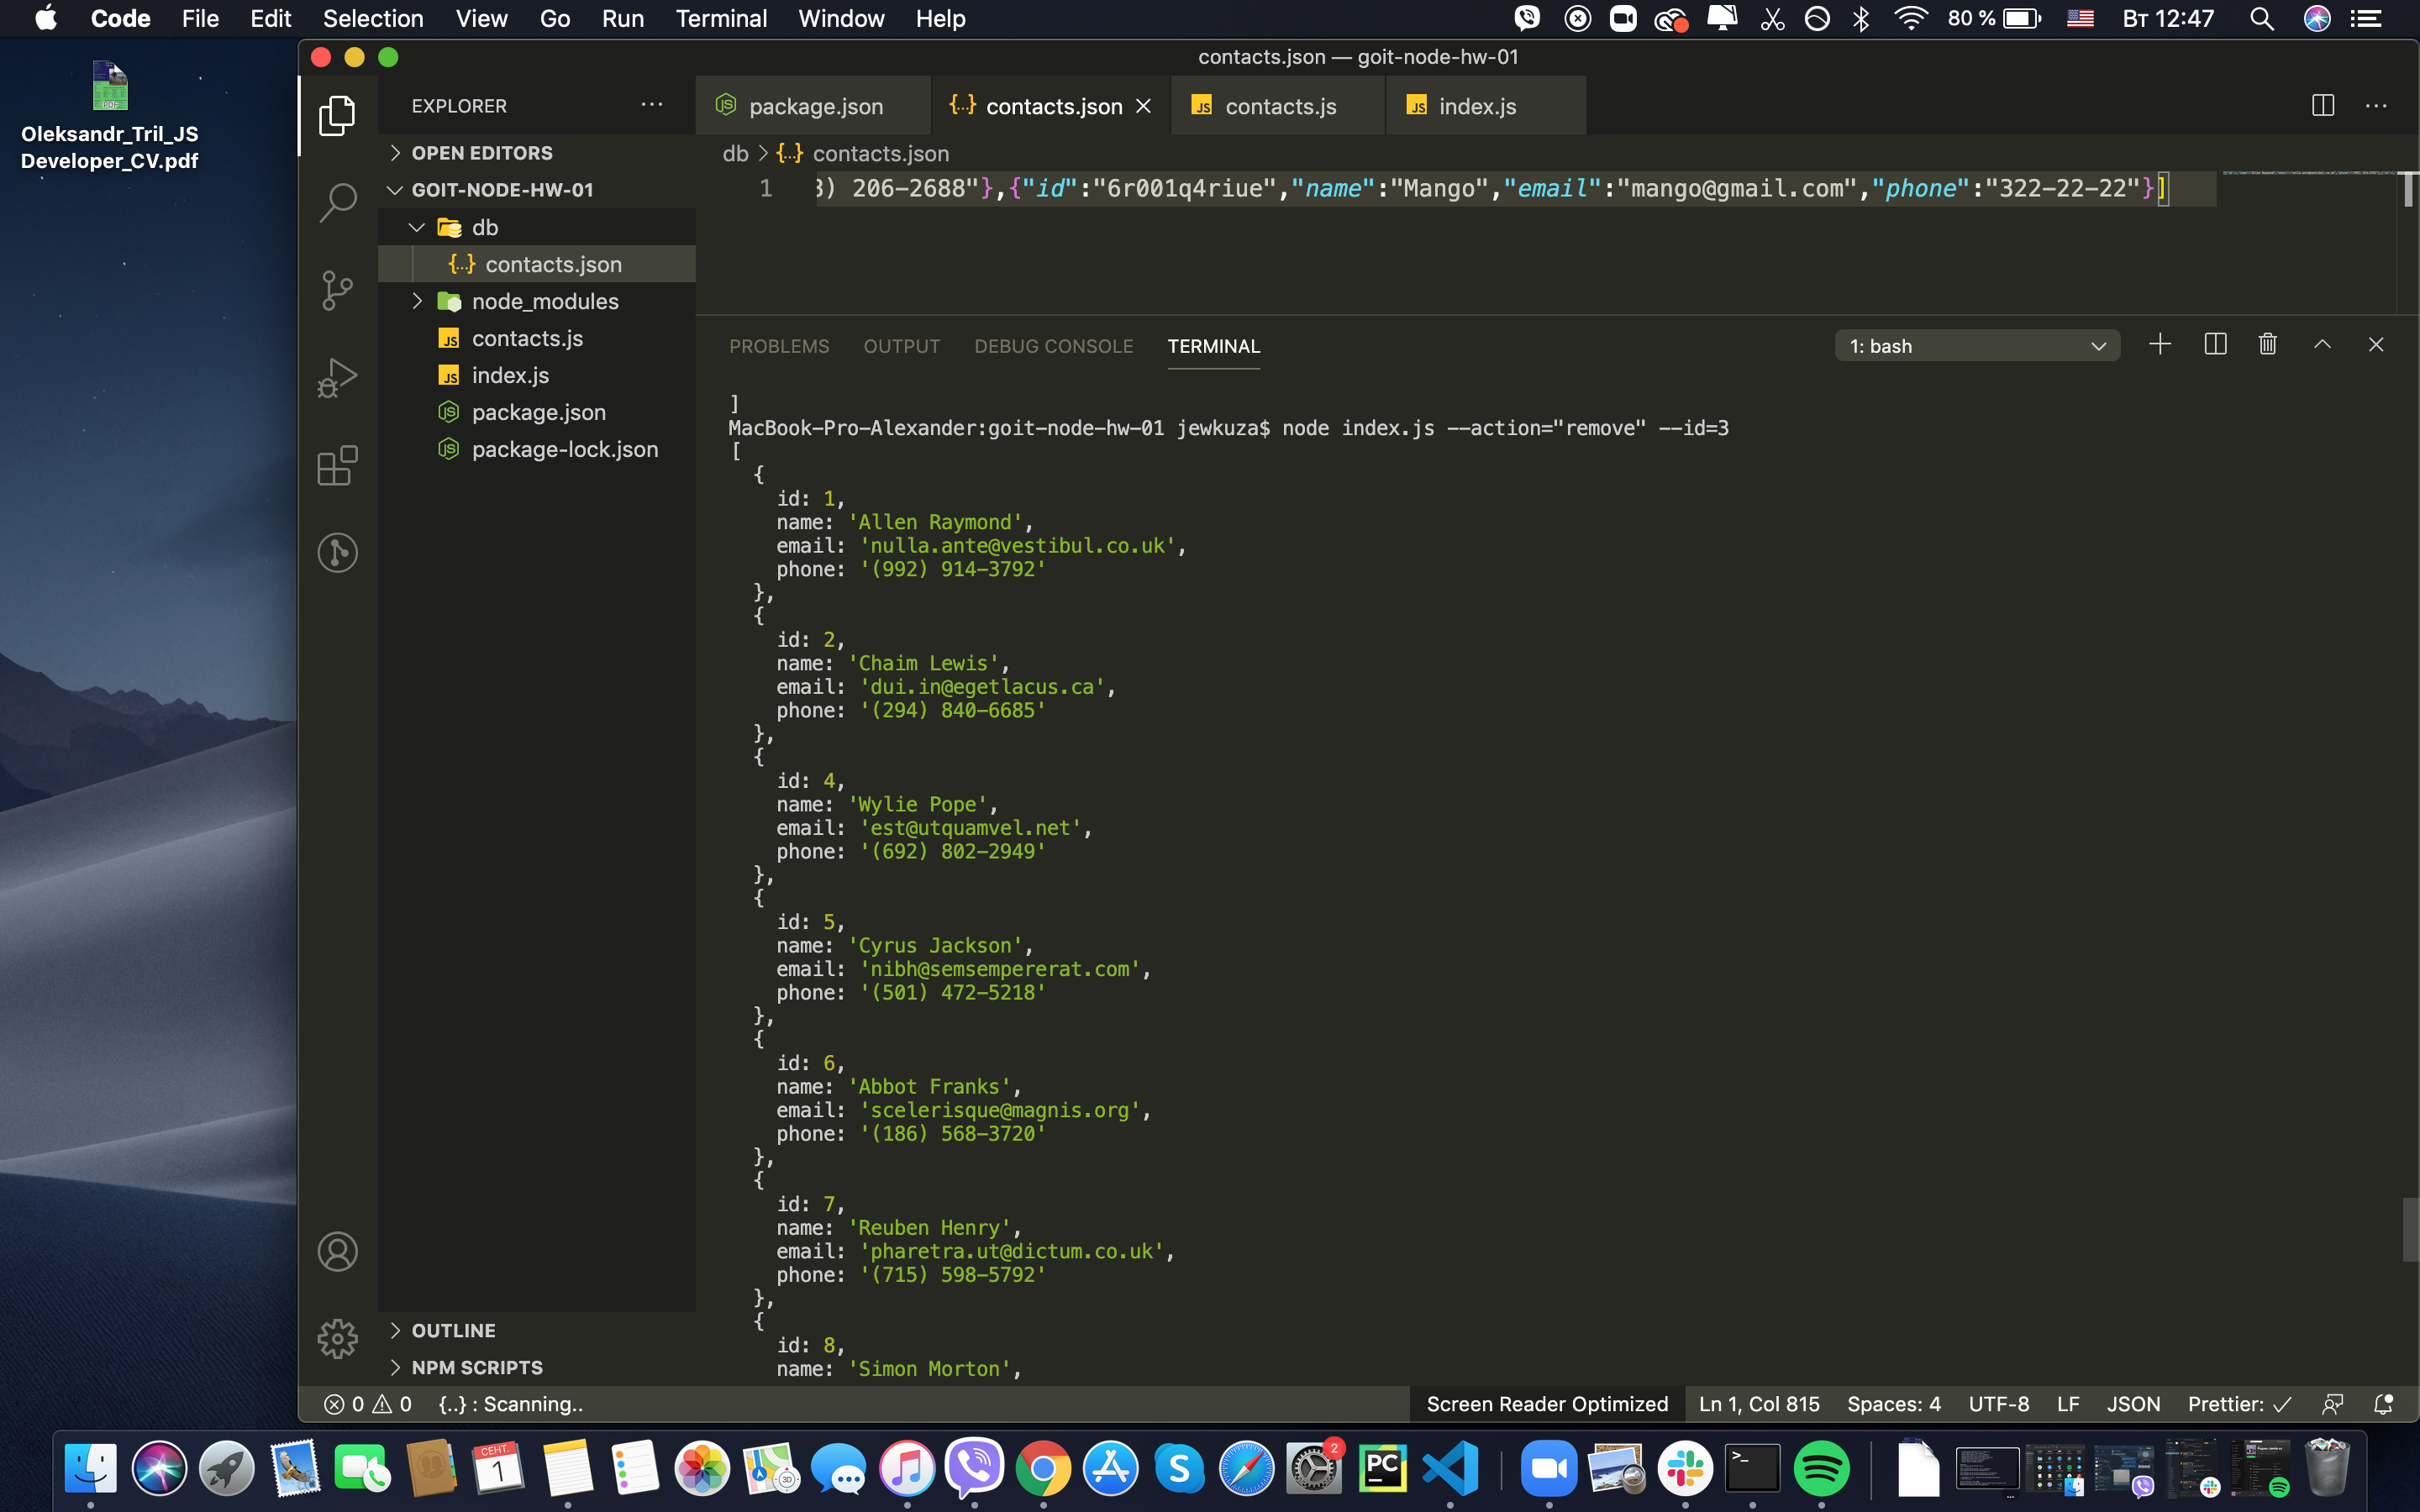 Code File Edit Selection View Go Run Terminal Window Help 80 % Вт 12:47
Oleksandr_Tril_JS
Developer_CV.pdf
PDF
contacts.json — goit-node-hw-01
EXPLORER
package.json contacts.json contacts.js index.js
OPEN EDITORS
db > contacts.json
GOIT-NODE-HW-01
1 3) 206-2688"},{"id":"6r001q4riue","name":"Mango","email":"mango@gmail.com","phone":"322-22-22"}]
db
contacts.json
node_modules
contacts.js
index.js
package.json
package-lock.json
PROBLEMS OUTPUT DEBUG CONSOLE TERMINAL 1: bash
]
MacBook-Pro-Alexander:goit-node-hw-01 jewkuza$ node index.js --action="remove" --id=3
[
{
id: 1,
name: 'Allen Raymond',
email: 'nulla.ante@vestibul.co.uk',
phone: '(992) 914-3792'
},
{
id: 2,
name: 'Chaim Lewis',
email: 'dui.in@egetlacus.ca',
phone: '(294) 840-6685'
},
{
id: 4,
name: 'Wylie Pope',
email: 'est@utquamvel.net',
phone: '(692) 802-2949'
},
{
id: 5,
name: 'Cyrus Jackson',
email: 'nibh@semsempererat.com',
phone: '(501) 472-5218'
},
{
id: 6,
name: 'Abbot Franks',
email: 'scelerisque@magnis.org',
phone: '(186) 568-3720'
},
{
id: 7,
name: 'Reuben Henry',
email: 'pharetra.ut@dictum.co.uk',
phone: '(715) 598-5792'
},
{
id: 8,
name: 'Simon Morton',
OUTLINE
NPM SCRIPTS
0 0 {..} : Scanning.. Screen Reader Optimized Ln 1, Col 815 Spaces: 4 UTF-8 LF JSON Prettier: ✓
СЕНТ.
1
3D
2
PC